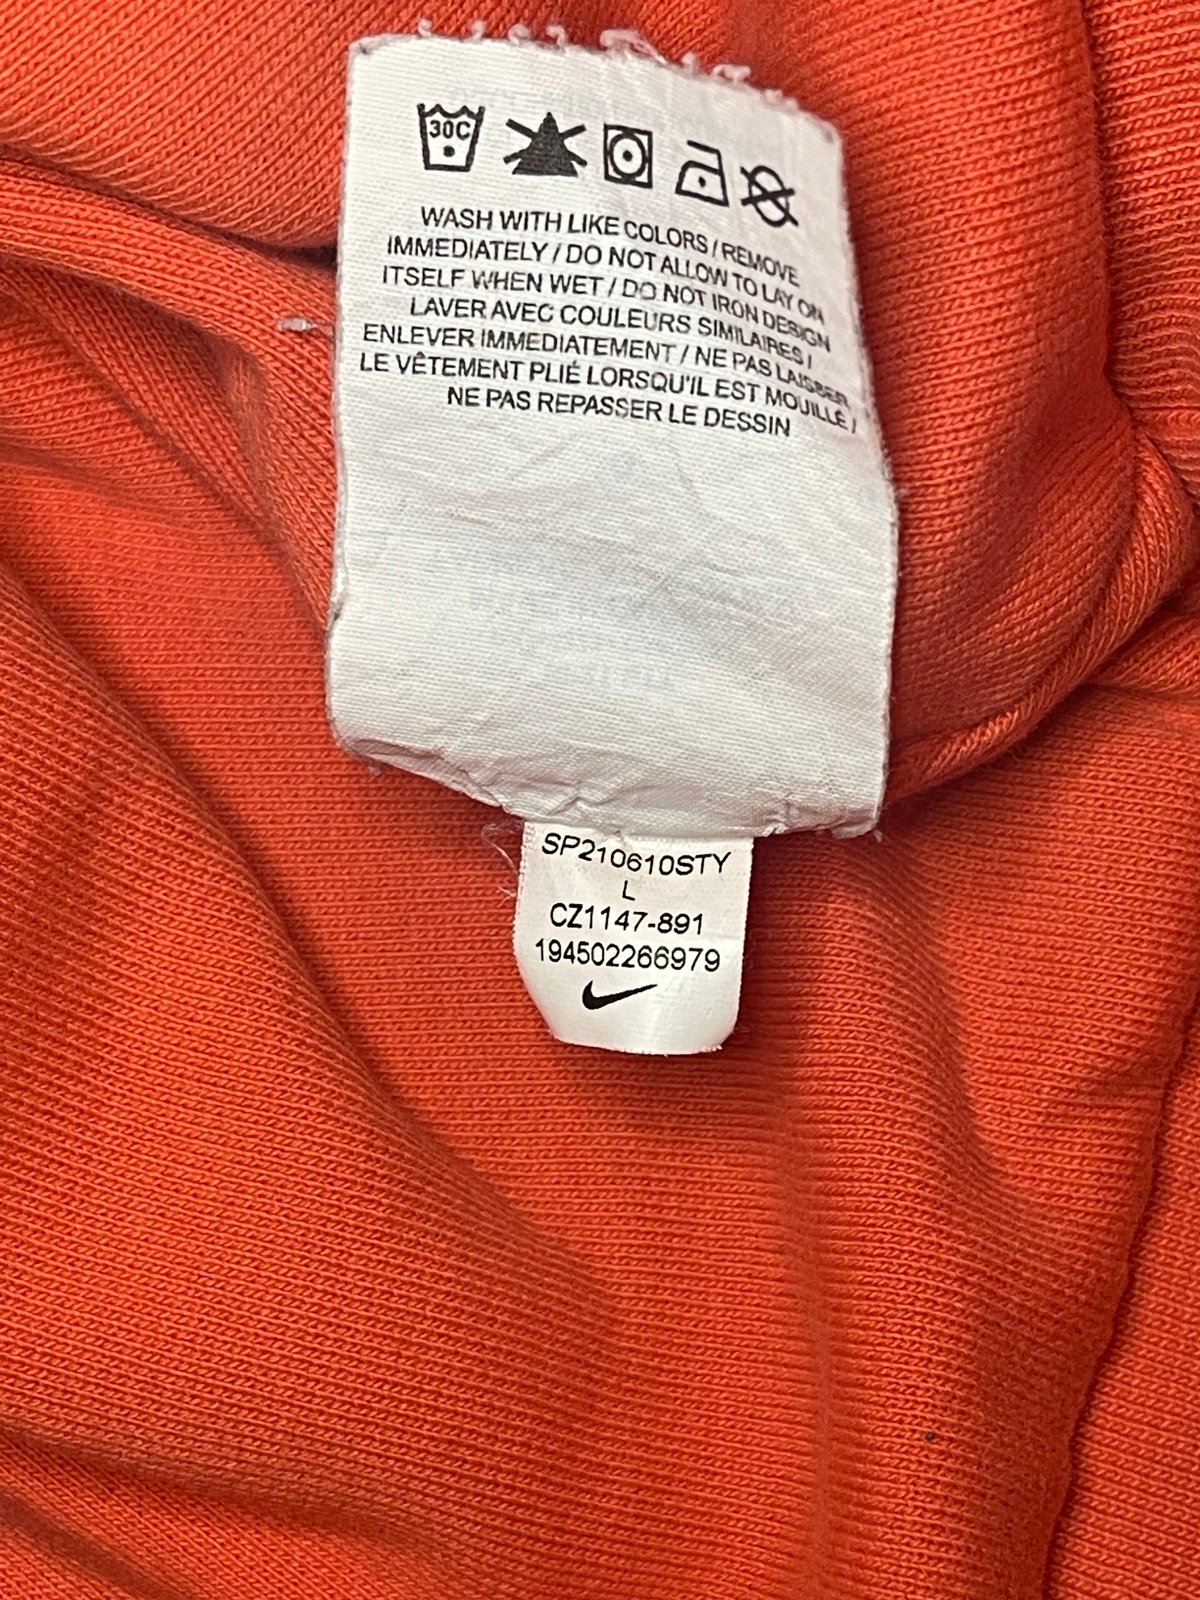 30C
WASH WITH LIKE COLORS / REMOVE
IMMEDIATELY / DO NOT ALLOW TO LAY ON
ITSELF WHEN WET / DO NOT IRON DESIGN
LAVER AVEC COULEURS SIMILAIRES /
ENLEVER IMMEDIATEMENT / NE PAS LAISSER
LE VÊTEMENT PLIÉ LORSQU'IL EST MOUILLÉ /
NE PAS REPASSER LE DESSIN
SP210610STY
L
CZ1147-891
194502266979